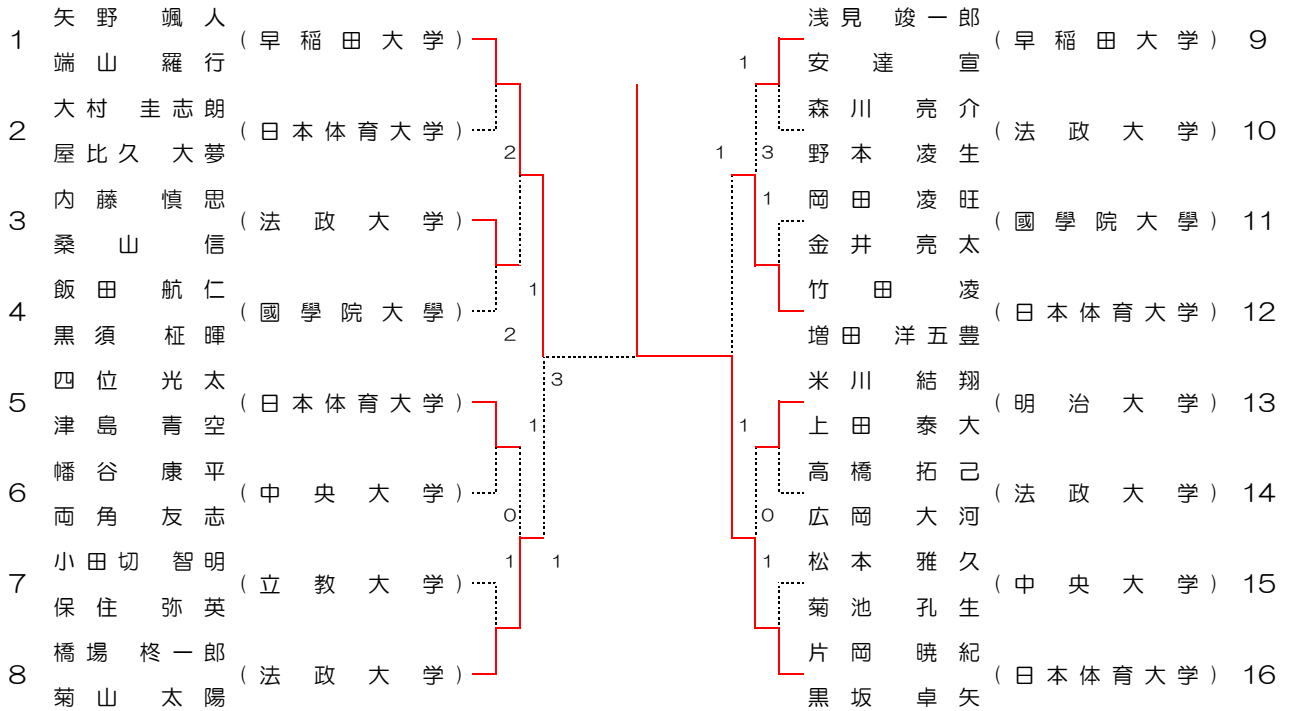 1 矢野 颯人 (早稲田大学)
端山 羅行
2 大村 圭志朗 (日本体育大学)
屋比久 大夢
2
3 内藤 慎思 (法政大学)
桑山 信
1
4 飯田 航仁 (國學院大學)
黒須 柾暉
2
3
5 四位 光太 (日本体育大学)
津島 青空
1
6 幡谷 康平 (中央大学)
両角 友志
0
7 小田切 智明 (立教大学)
保住 弥英
1
1
8 橋場 柊一郎 (法政大学)
菊山 太陽
浅見 竣一郎 (早稲田大学) 9
安達 宣
1
森川 亮介 (法政大学) 10
野本 凌生
1
3
岡田 凌旺 (國學院大學) 11
金井 亮太
1
竹田 凌 (日本体育大学) 12
増田 洋五豊
米川 結翔 (明治大学) 13
上田 泰大
1
高橋 拓己 (法政大学) 14
広岡 大河
0
松本 雅久 (中央大学) 15
菊池 孔生
1
片岡 暁紀 (日本体育大学) 16
黒坂 卓矢